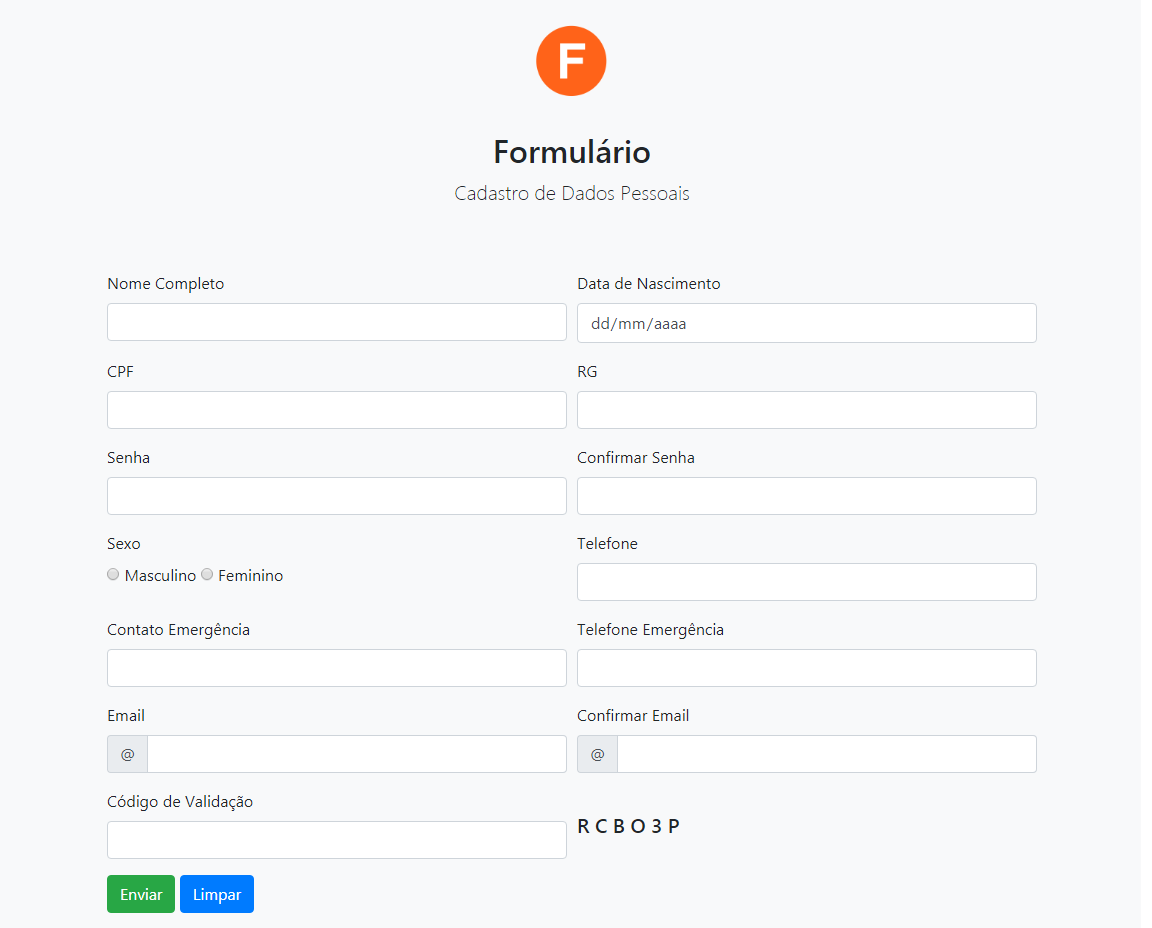 F
Formulário
Cadastro de Dados Pessoais
Nome Completo
Data de Nascimento
dd/mm/aaaa
CPF
RG
Senha
Confirmar Senha
Sexo
Telefone
Masculino Feminino
Contato Emergência
Telefone Emergência
Email
Confirmar Email
@
@
Código de Validação
R C B O 3 P
Enviar Limpar